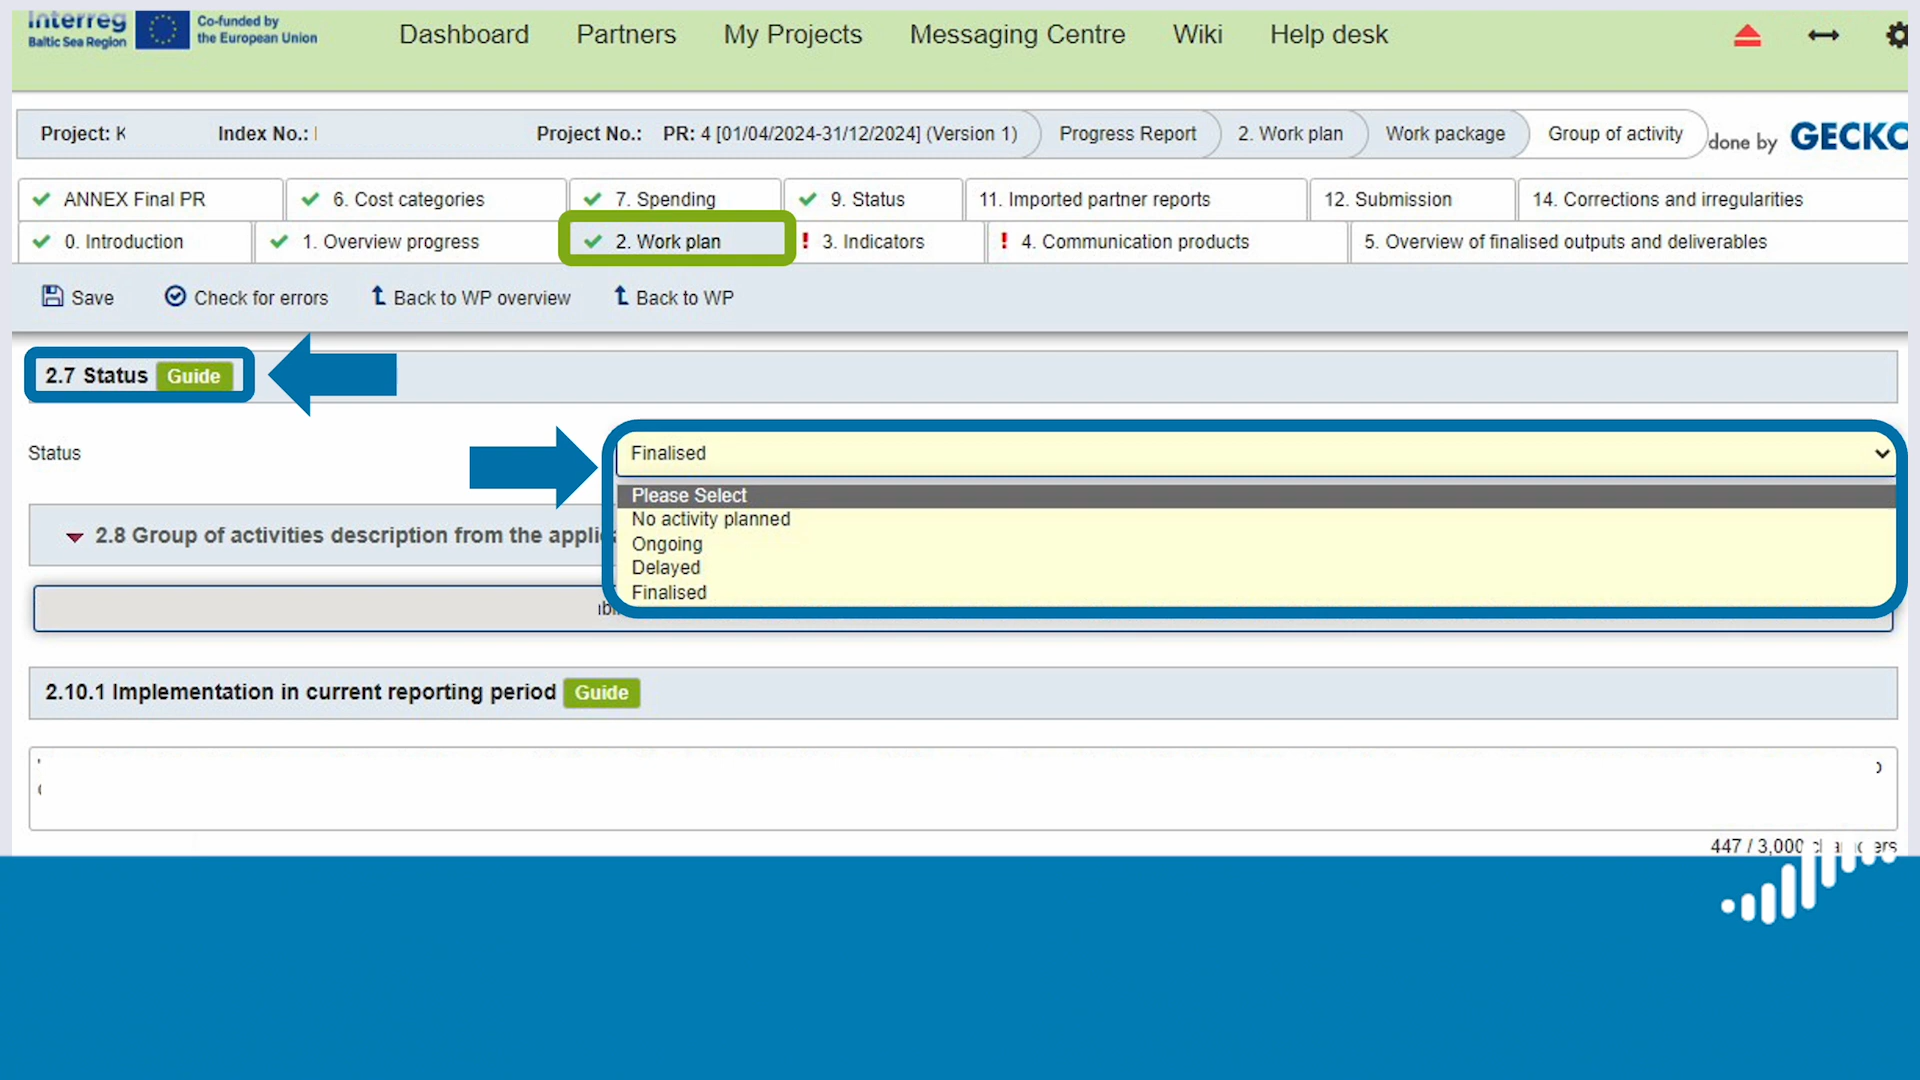 Interreg
Baltic Sea Region
Co-funded by
the European Union
Dashboard Partners My Projects Messaging Centre Wiki Help desk
Project: K Index No.: Project No.: PR: 4 [01/04/2024-31/12/2024] (Version 1) Progress Report 2. Work plan Work package Group of activity
done by GECKO
ANNEX Final PR 6. Cost categories 7. Spending 9. Status 11. Imported partner reports 12. Submission 14. Corrections and irregularities
0. Introduction 1. Overview progress 2. Work plan ! 3. Indicators ! 4. Communication products 5. Overview of finalised outputs and deliverables
Save Check for errors Back to WP overview Back to WP
2.7 Status Guide
Status Finalised
Please Select
No activity planned
Ongoing
Delayed
Finalised
2.8 Group of activities description from the appli
2.10.1 Implementation in current reporting period Guide
447 / 3,000 characters